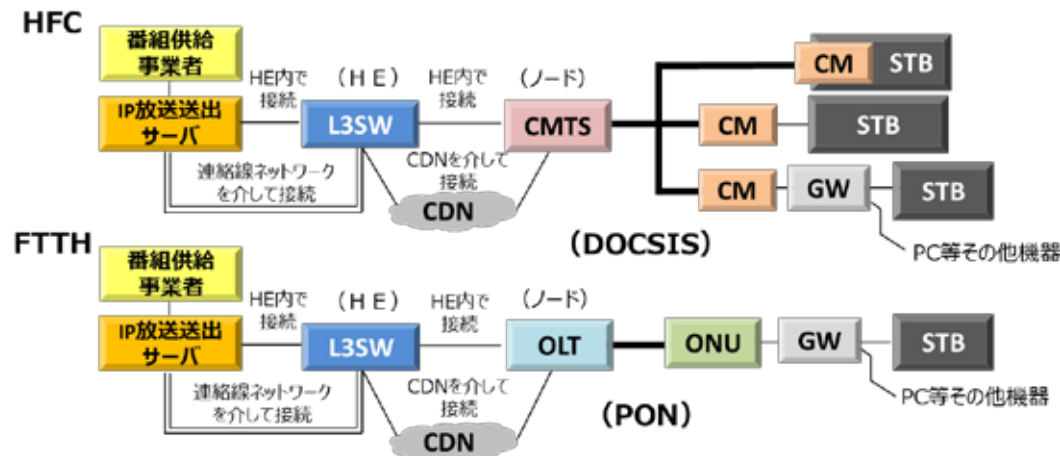 HFC
番組供給
事業者
IP放送送出
サーバ
HE内で
接続
(HE)
L3SW
HE内で
接続
(ノード)
CMTS
連絡線ネットワーク
を介して接続
CDNを介して
接続
CDN
CM
STB
CM
STB
CM
GW
STB
(DOCSIS)
PC等その他機器
FTTH
番組供給
事業者
IP放送送出
サーバ
HE内で
接続
(HE)
L3SW
HE内で
接続
(ノード)
OLT
ONU
GW
STB
連絡線ネットワーク
を介して接続
CDNを介して
接続
CDN
(PON)
PC等その他機器